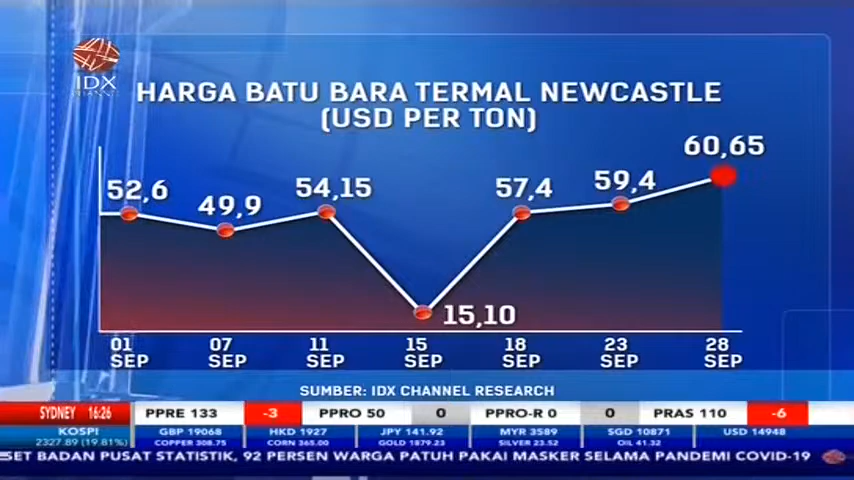 IDX
CHANNEL
HARGA BATU BARA TERMAL NEWCASTLE
(USD PER TON)
52,6
49,9
54,15
15,10
57,4
59,4
60,65
01 SEP
07 SEP
11 SEP
15 SEP
18 SEP
23 SEP
28 SEP
SUMBER: IDX CHANNEL RESEARCH
SYDNEY 16:26
PPRE 133 -3 PPRO 50 0 PPRO-R 0 0 PRAS 110 -6
KOSPI
2327.89 (19.81%)
GBP 19068 HKD 1927 JPY 141.92 MYR 3589 SGD 10871 USD 14948
COPPER 308.75 CORN 365.00 GOLD 1879.23 SILVER 23.52 OIL 41.32
SET BADAN PUSAT STATISTIK, 92 PERSEN WARGA PATUH PAKAI MASKER SELAMA PANDEMI COVID-19